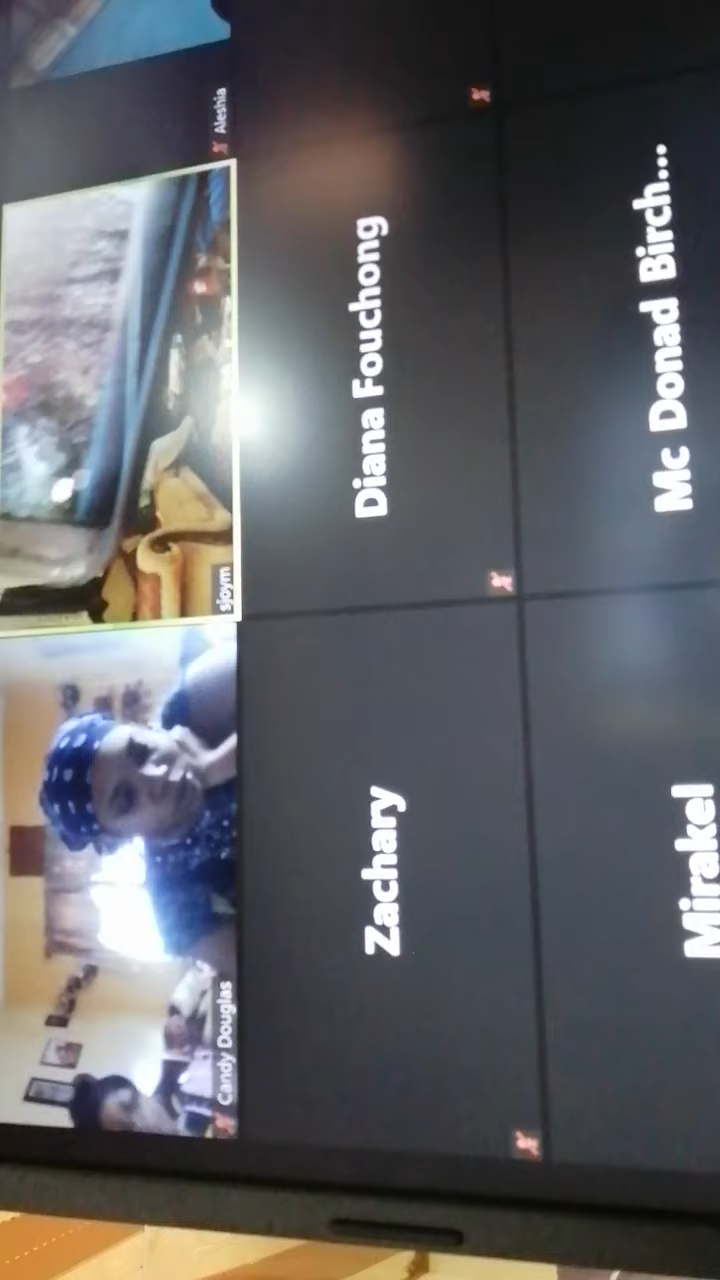 Aleshia
sjoym
Candy Douglas
Diana Fouchong
Zachary
Mc Donad Birch...
Mirakel